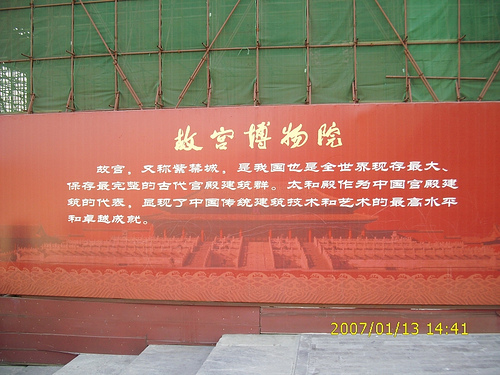 故宫博物院
故宫，又称紫禁城，是我国也是全世界现存最大、
保存最完整的古代宫殿建筑群。太和殿作为中国宫殿建
筑的代表，显现了中国传统建筑技术和艺术的最高水平
和卓越成就。
2007/01/13 14:41